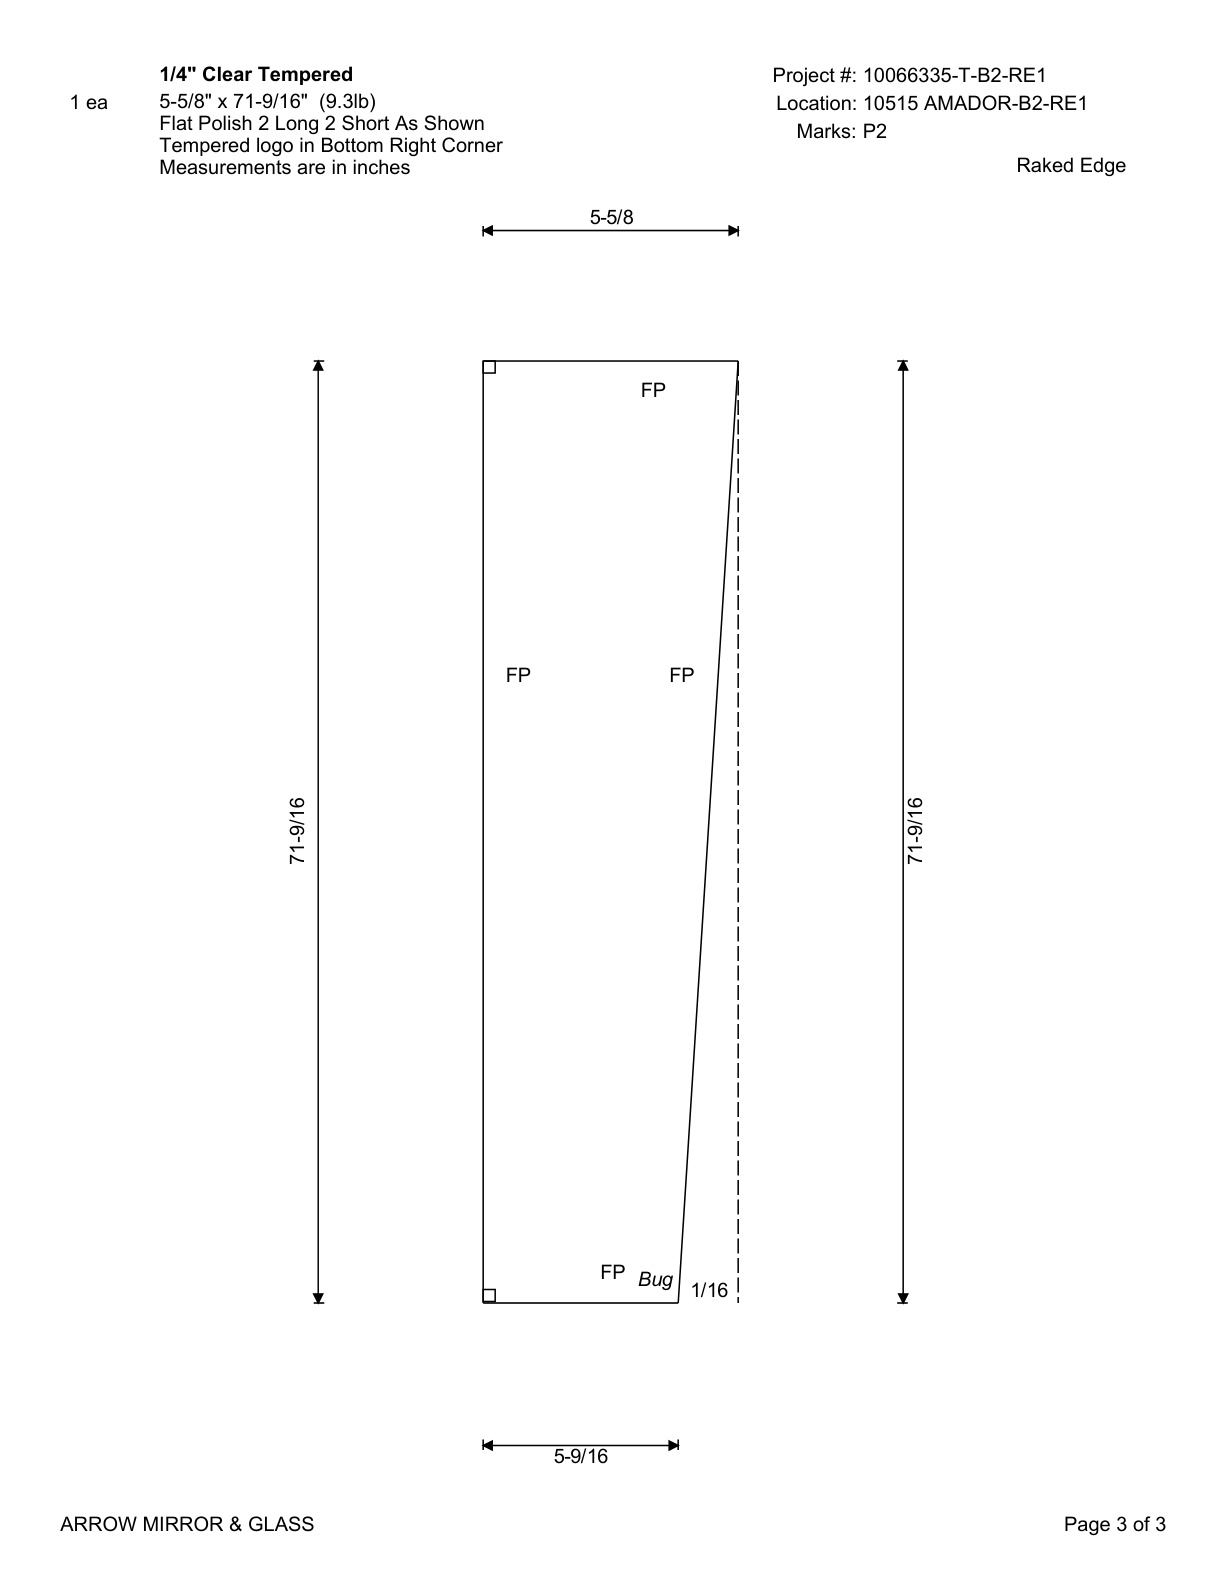 1/4" Clear Tempered
Project #: 10066335-T-B2-RE1
1 ea
5-5/8" x 71-9/16" (9.3lb)
Location: 10515 AMADOR-B2-RE1
Flat Polish 2 Long 2 Short As Shown
Marks: P2
Tempered logo in Bottom Right Corner
Measurements are in inches
Raked Edge
5-5/8
FP
FP
FP
71-9/16
71-9/16
FP
Bug
1/16
5-9/16
ARROW MIRROR & GLASS
Page 3 of 3